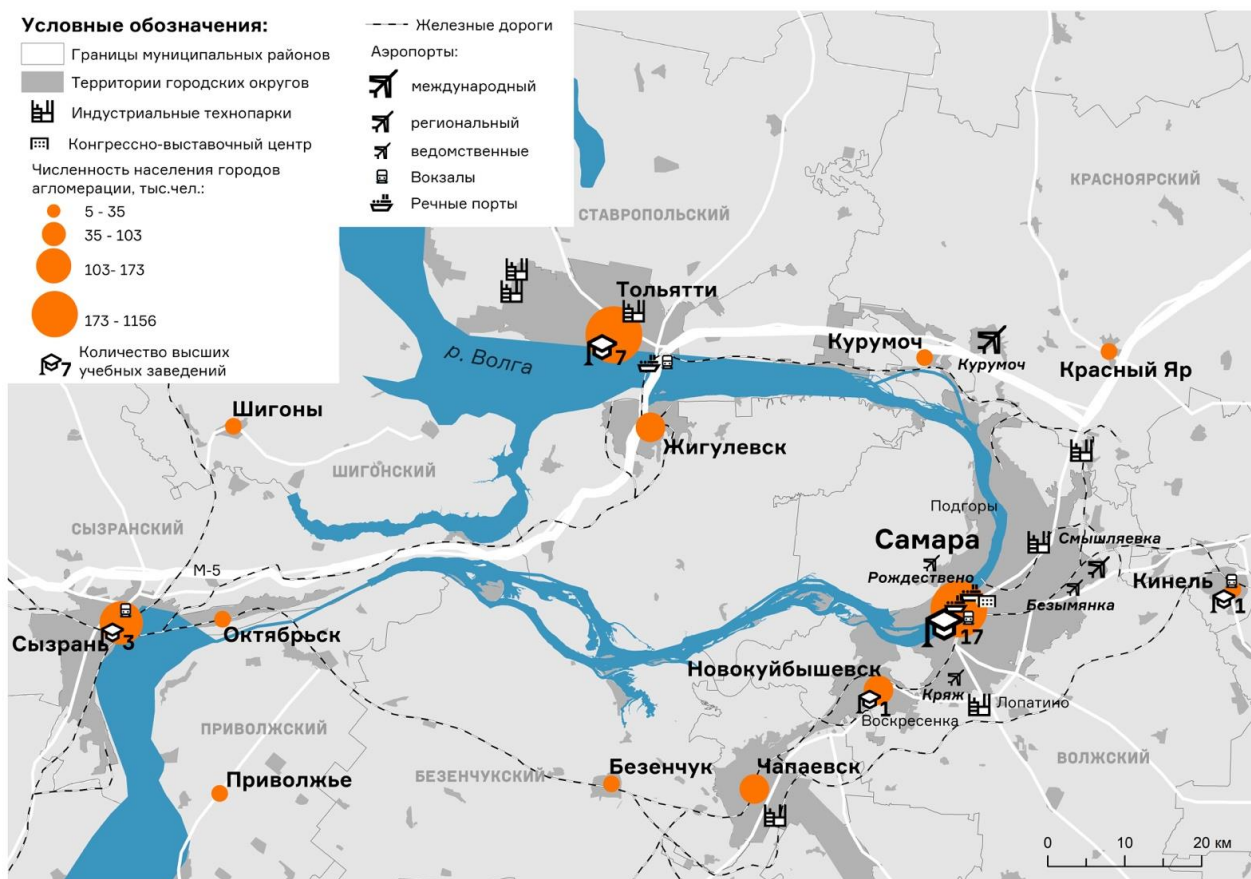 Условные обозначения:
Границы муниципальных районов
Территории городских округов
Индустриальные технопарки
Конгрессно-выставочный центр
Численность населения городов
агломерации, тыс.чел.:
5 - 35
35 - 103
103- 173
173 - 1156
7
Количество высших
учебных заведений
Железные дороги
Аэропорты:
международный
региональный
ведомственные
Вокзалы
Речные порты
СТАВРОПОЛЬСКИЙ
КРАСНОЯРСКИЙ
Тольятти
7
р. Волга
Курумоч
Курумоч
Красный Яр
Шигоны
Жигулевск
ШИГОНСКИЙ
СЫЗРАНСКИЙ
М-5
Подгоры
Самара
Смышляевка
Рождествено
Кинель
1
Безымянка
17
Сызрань
3
Октябрьск
Новокуйбышевск
1
Кряж
Лопатино
Воскресенка
ПРИВОЛЖСКИЙ
ВОЛЖСКИЙ
БЕЗЕНЧУКСКИЙ
Безенчук
Чапаевск
Приволжье
0 10 20 км